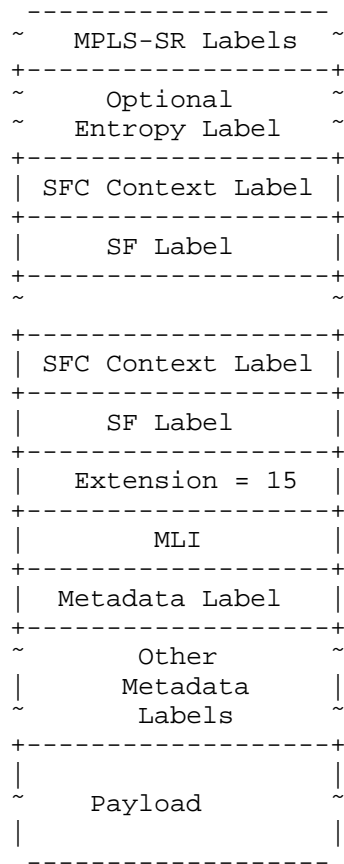 MPLS-SR Labels
Optional
Entropy Label
SFC Context Label
SF Label
SFC Context Label
SF Label
Extension = 15
MLI
Metadata Label
Other
Metadata
Labels
Payload